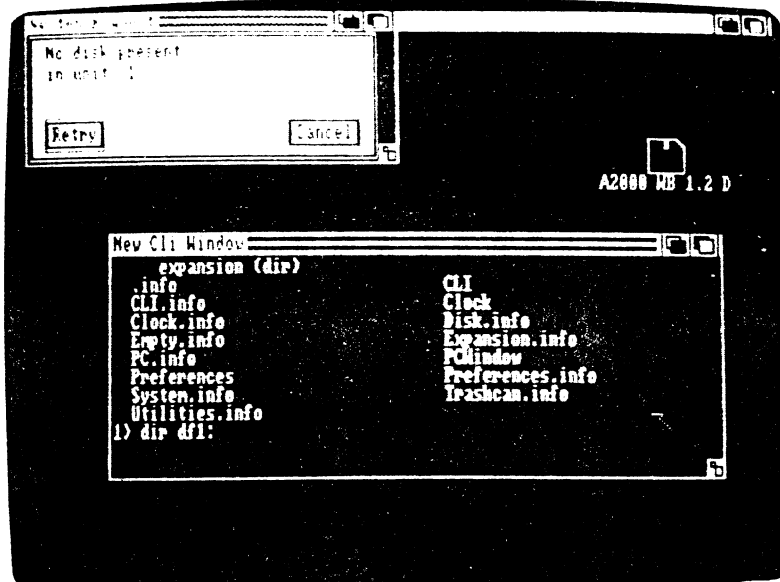 No disk present
in unit 1
Retry Cancel
A2000 WB 1.2 D
New Cli Window
expansion (dir)
.info CLI
CLI.info Clock
Clock.info Disk.info
Empty.info Expansion.info
PC.info PCWindow
Preferences Preferences.info
System.info Trashcan.info
Utilities.info
1> dir df1: